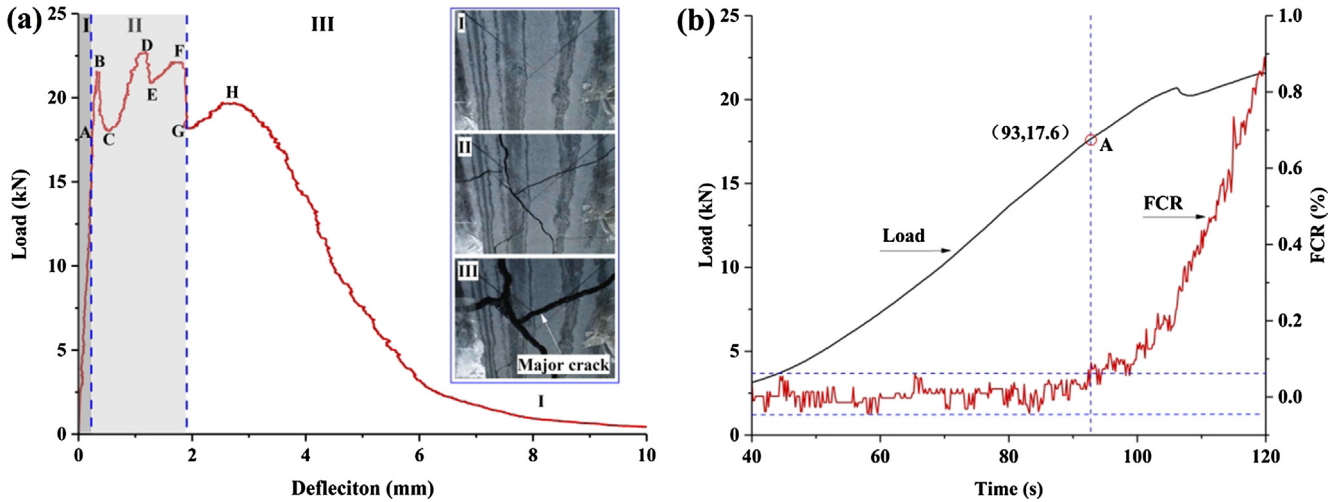 (a)
I
II
III
25
20
15
10
5
0
Load (kN)
A
B
C
D
E
F
G
H
I
0
2
4
6
8
10
Defleciton (mm)
I
II
III
Major crack
(b)
25
20
15
10
5
0
Load (kN)
（93,17.6）
A
Load
FCR
1.0
0.8
0.6
0.4
0.2
0.0
FCR (%)
40
60
80
100
120
Time (s)